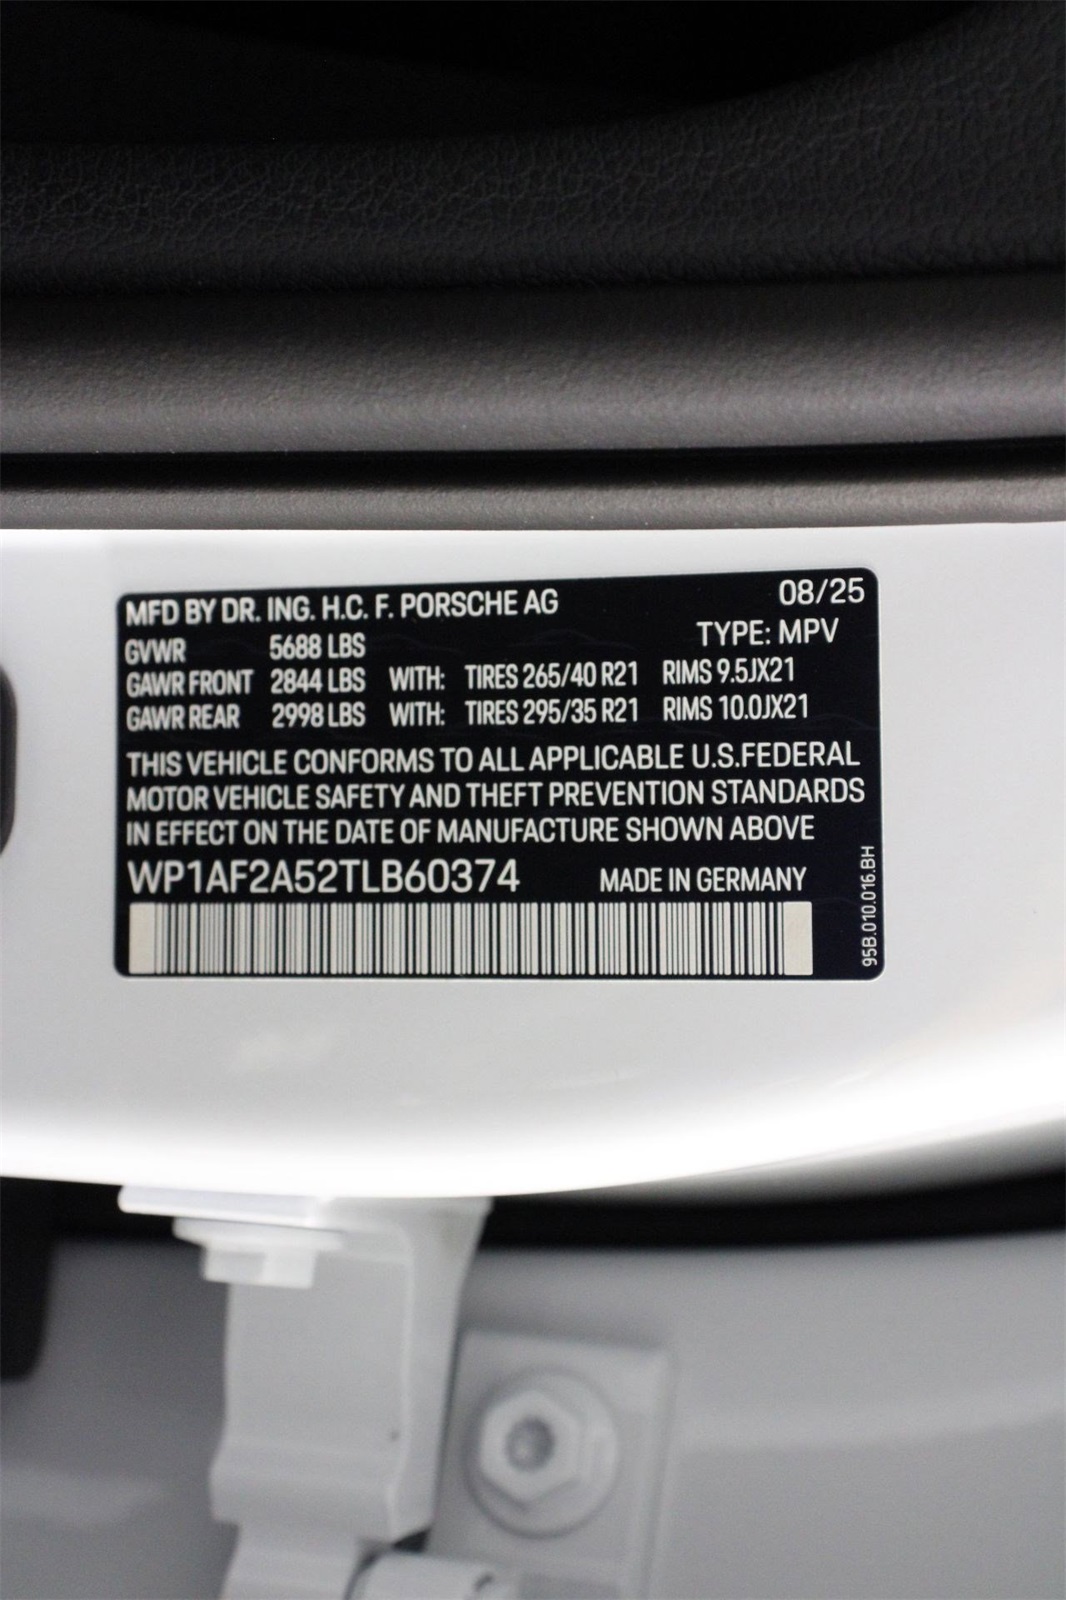 MFD BY DR. ING. H.C. F. PORSCHE AG 08/25
GVWR 5688 LBS TYPE: MPV
GAWR FRONT 2844 LBS WITH: TIRES 265/40 R21 RIMS 9.5JX21
GAWR REAR 2998 LBS WITH: TIRES 295/35 R21 RIMS 10.0JX21
THIS VEHICLE CONFORMS TO ALL APPLICABLE U.S.FEDERAL
MOTOR VEHICLE SAFETY AND THEFT PREVENTION STANDARDS
IN EFFECT ON THE DATE OF MANUFACTURE SHOWN ABOVE
WP1AF2A52TLB60374 MADE IN GERMANY
95B.010.016.BH